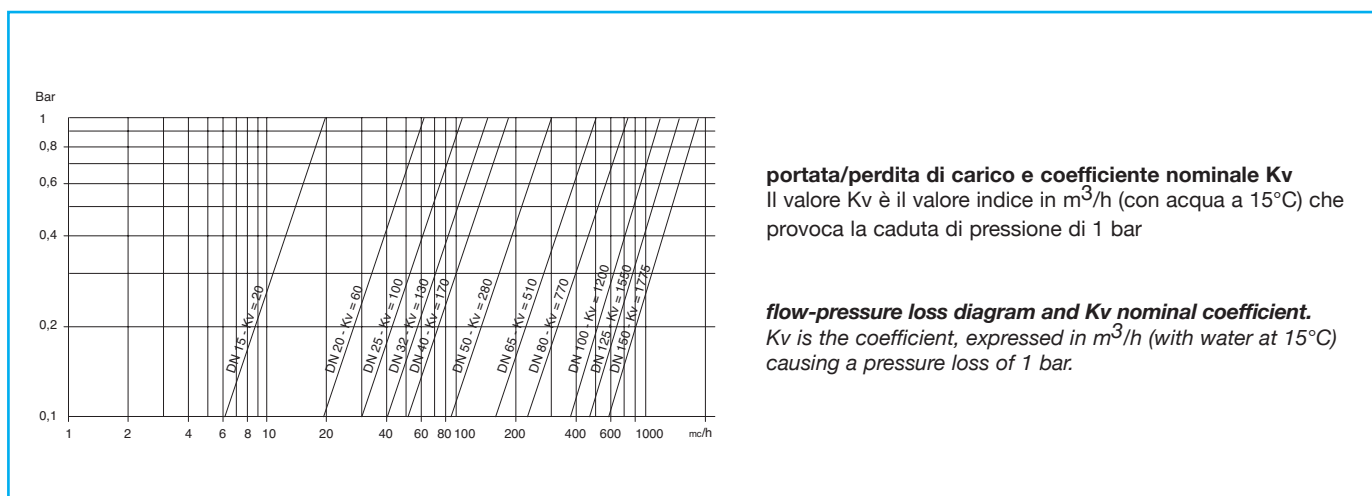 Bar
1
0,8
0,6
0,4
0,2
0,1
DN 15 - Kv = 20
DN 20 - Kv = 60
DN 25 - Kv = 100
DN 32 - Kv = 130
DN 40 - Kv = 170
DN 50 - Kv = 280
DN 65 - Kv = 510
DN 80 - Kv = 770
DN 100 - Kv = 1200
DN 125 - Kv = 1550
DN 150 - Kv = 1775
1 2 4 6 8 10 20 40 60 80 100 200 400 600 1000 mc/h
portata/perdita di carico e coefficiente nominale Kv
Il valore Kv è il valore indice in m³/h (con acqua a 15°C) che
provoca la caduta di pressione di 1 bar
flow-pressure loss diagram and Kv nominal coefficient.
Kv is the coefficient, expressed in m³/h (with water at 15°C)
causing a pressure loss of 1 bar.